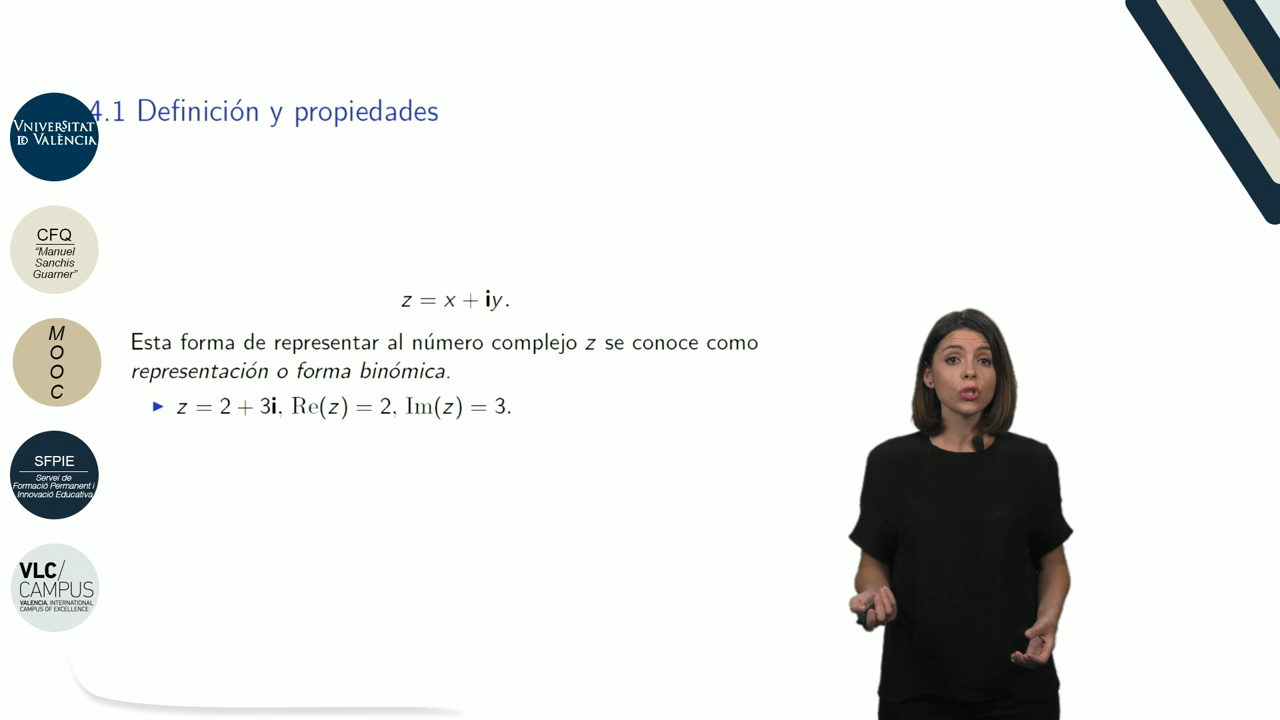 4.1 Definición y propiedades
VNIVERSITAT
ID VALÈNCIA
CFQ
"Manuel
Sanchis
Guarner"
M
O
O
C
SFPIE
Servei de
Formació Permanent i
Innovació Educativa
VLC/
CAMPUS
VALENCIA, INTERNATIONAL
CAMPUS OF EXCELLENCE
z = x + iy.
Esta forma de representar al número complejo z se conoce como
representación o forma binómica.
▶ z = 2 + 3i, Re(z) = 2, Im(z) = 3.